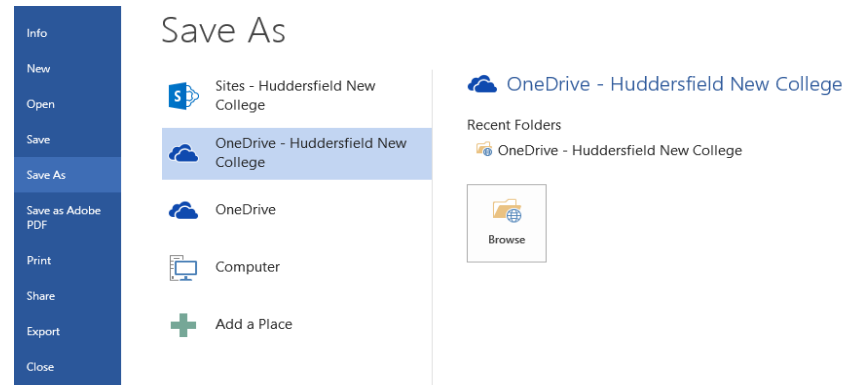 Info
New
Open
Save
Save As
Save as Adobe
PDF
Print
Share
Export
Close
Save As
S
Sites - Huddersfield New
College
OneDrive - Huddersfield New
College
OneDrive
Computer
Add a Place
OneDrive - Huddersfield New College
Recent Folders
OneDrive - Huddersfield New College
Browse